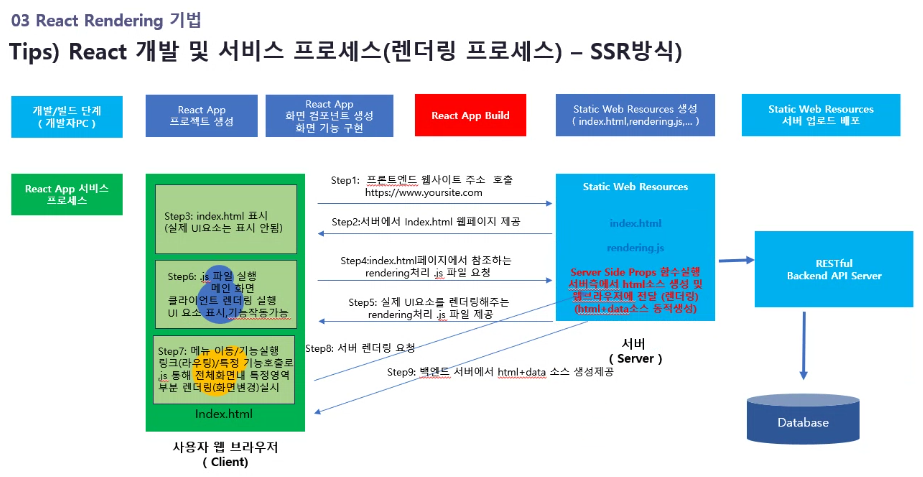 03 React Rendering 기법
Tips) React 개발 및 서비스 프로세스(렌더링 프로세스) – SSR방식)
개발/빌드 단계
( 개발자PC )
React App
프로젝트 생성
React App
화면 컴포넌트 생성
화면 기능 구현
React App Build
Static Web Resources 생성
( index.html,rendering.js,... )
Static Web Resources
서버 업로드 배포
React App 서비스
프로세스
Step3: index.html 표시
(실제 UI요소는 표시 안됨)
Step6: .js 파일 실행
메인 화면
클라이언트 렌더링 실행
UI 요소 표시,기능작동가능
Step7: 메뉴 이동/기능실행
링크(라우팅)/특정 기능호출로
.js 통해 전체화면내 특정영역
부분 렌더링(화면변경)실시
Index.html
사용자 웹 브라우저
( Client)
Step1: 프론트엔드 웹사이트 주소 호출
https://www.yoursite.com
Step2:서버에서 Index.html 웹페이지 제공
Step4:index.html페이지에서 참조하는
rendering처리 .js 파일 요청
Step5: 실제 UI요소를 렌더링해주는
rendering처리 .js 파일 제공
Step8: 서버 렌더링 요청
Step9: 백엔드 서버에서 html+data 소스 생성제공
Static Web Resources
index.html
rendering.js
Server Side Props 함수실행
서버측에서 html소스 생성 및
웹브라우저에 전달 (렌더링)
(html+data소스 동적생성)
서버
( Server )
RESTful
Backend API Server
Database